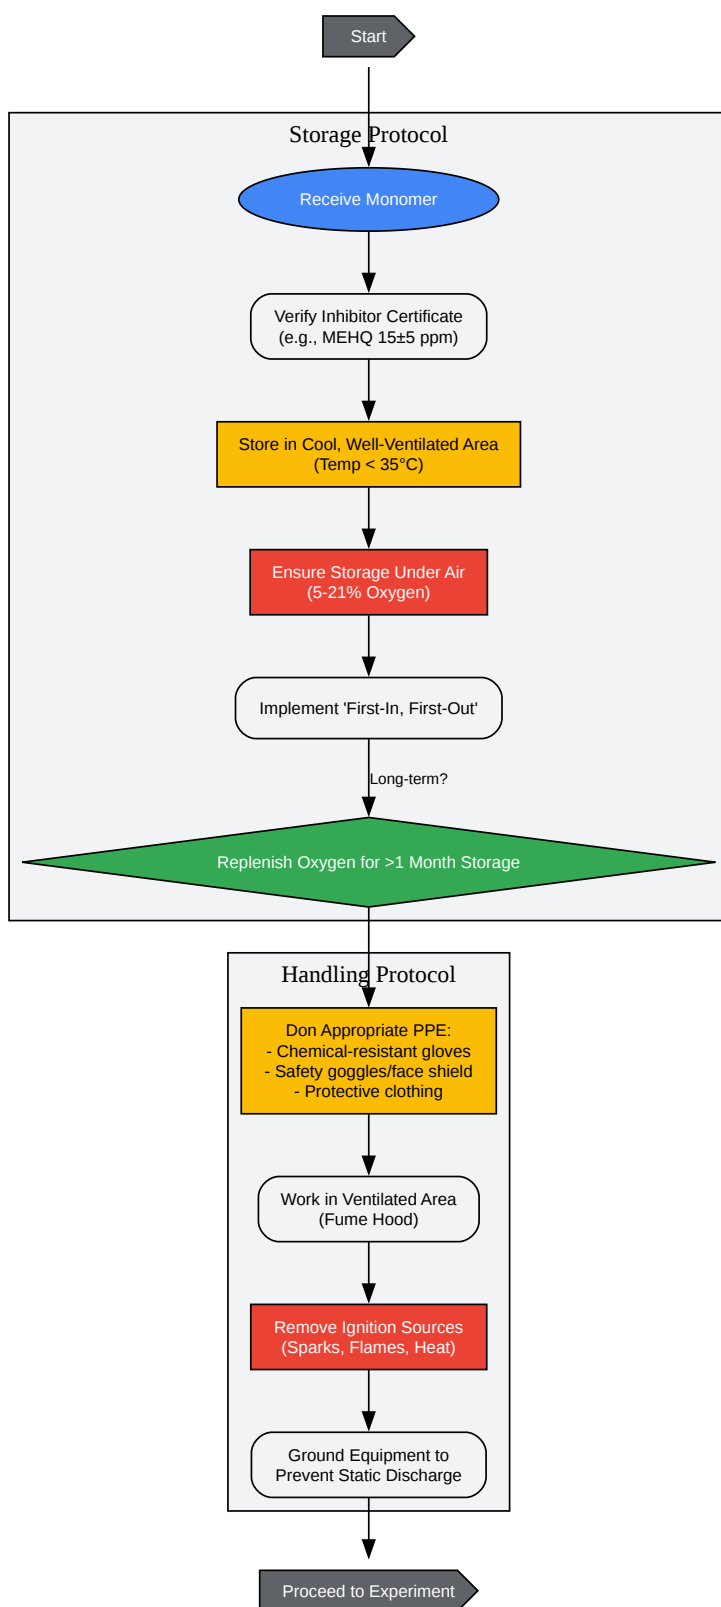 Start
Storage Protocol
Receive Monomer
Verify Inhibitor Certificate
(e.g., MEHQ 15±5 ppm)
Store in Cool, Well-Ventilated Area
(Temp < 35°C)
Ensure Storage Under Air
(5-21% Oxygen)
Implement 'First-In, First-Out'
Long-term?
Replenish Oxygen for >1 Month Storage
Handling Protocol
Don Appropriate PPE:
- Chemical-resistant gloves
- Safety goggles/face shield
- Protective clothing
Work in Ventilated Area
(Fume Hood)
Remove Ignition Sources
(Sparks, Flames, Heat)
Ground Equipment to
Prevent Static Discharge
Proceed to Experiment